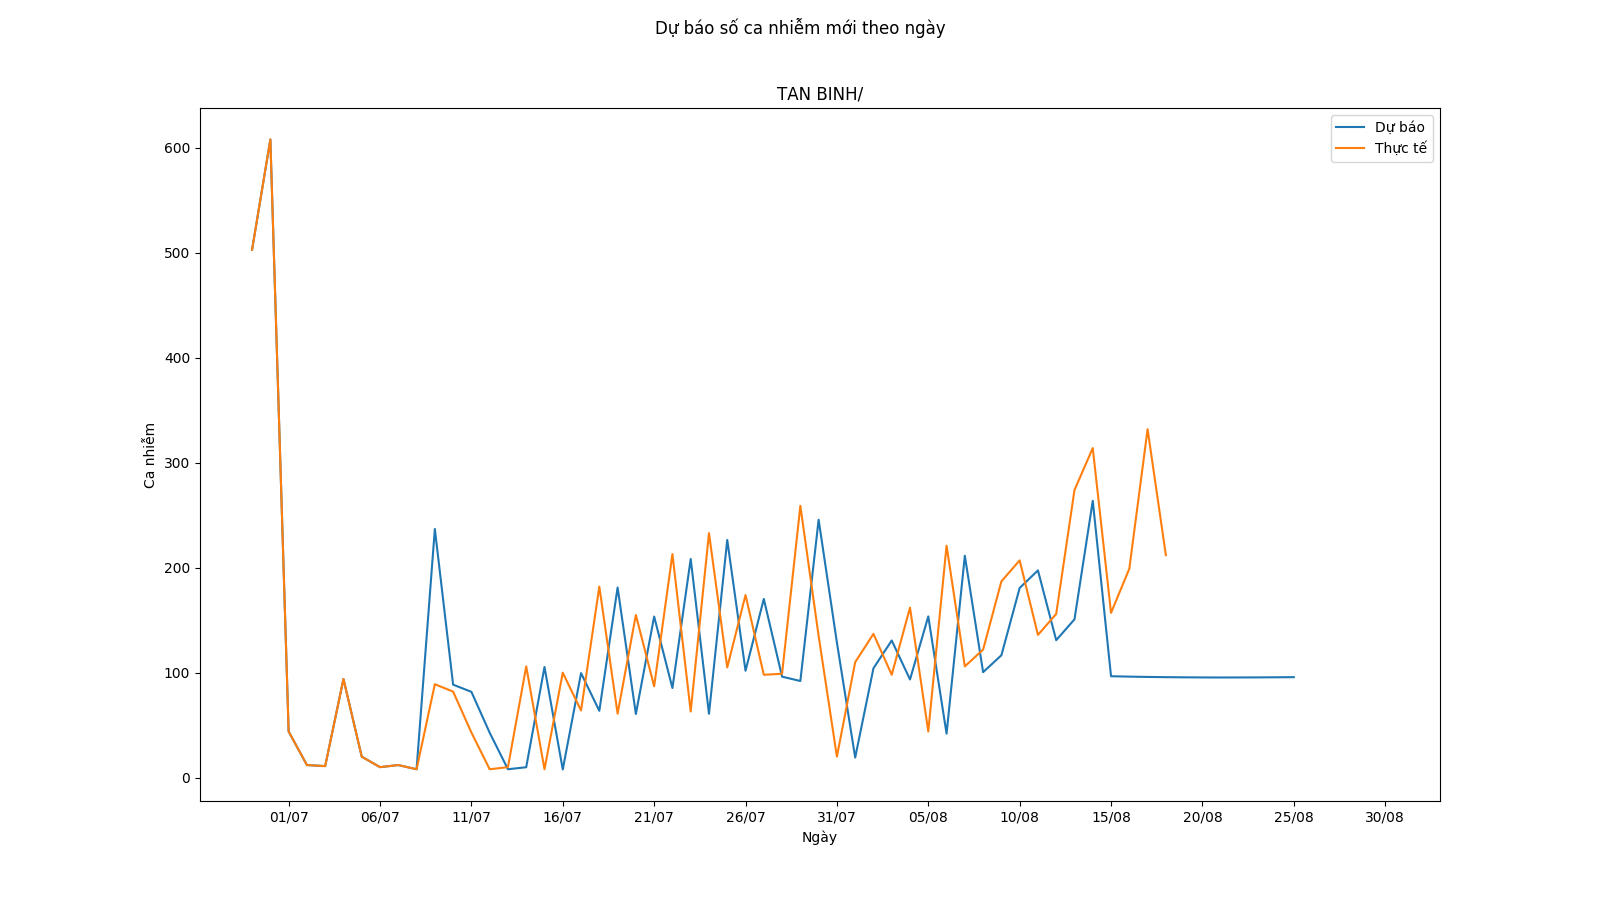 Dự báo số ca nhiễm mới theo ngày
TAN BINH/
Dự báo
Thực tế
600
500
400
300
200
100
0
Ca nhiễm
01/07 06/07 11/07 16/07 21/07 26/07 31/07 05/08 10/08 15/08 20/08 25/08 30/08
Ngày